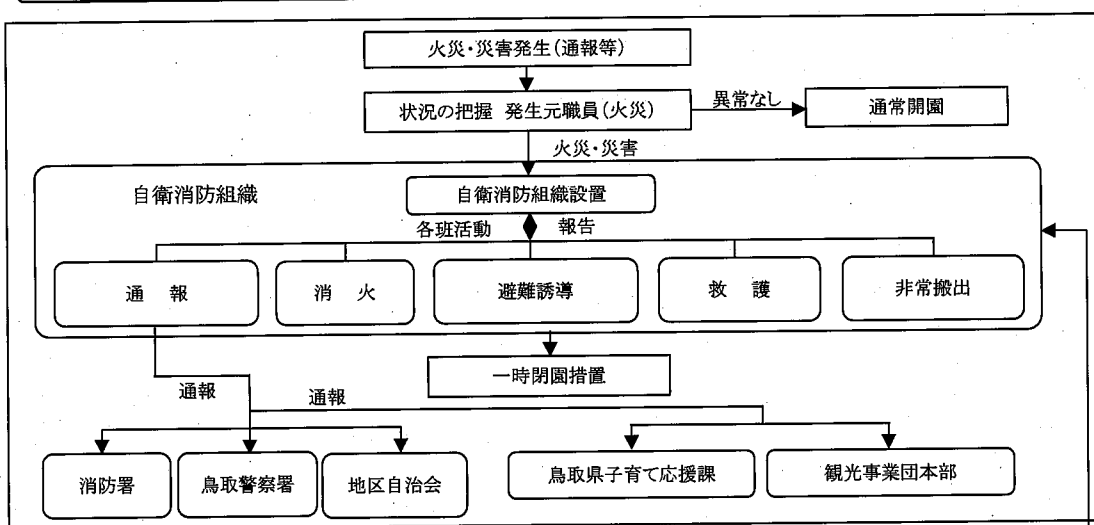 火災・災害発生(通報等)
状況の把握 発生元職員(火災)
異常なし
通常開園
火災・災害
自衛消防組織
自衛消防組織設置
各班活動
報告
通 報
消 火
避難誘導
救 護
非常搬出
一時閉園措置
通報
通報
消防署
鳥取警察署
地区自治会
鳥取県子育て応援課
観光事業団本部